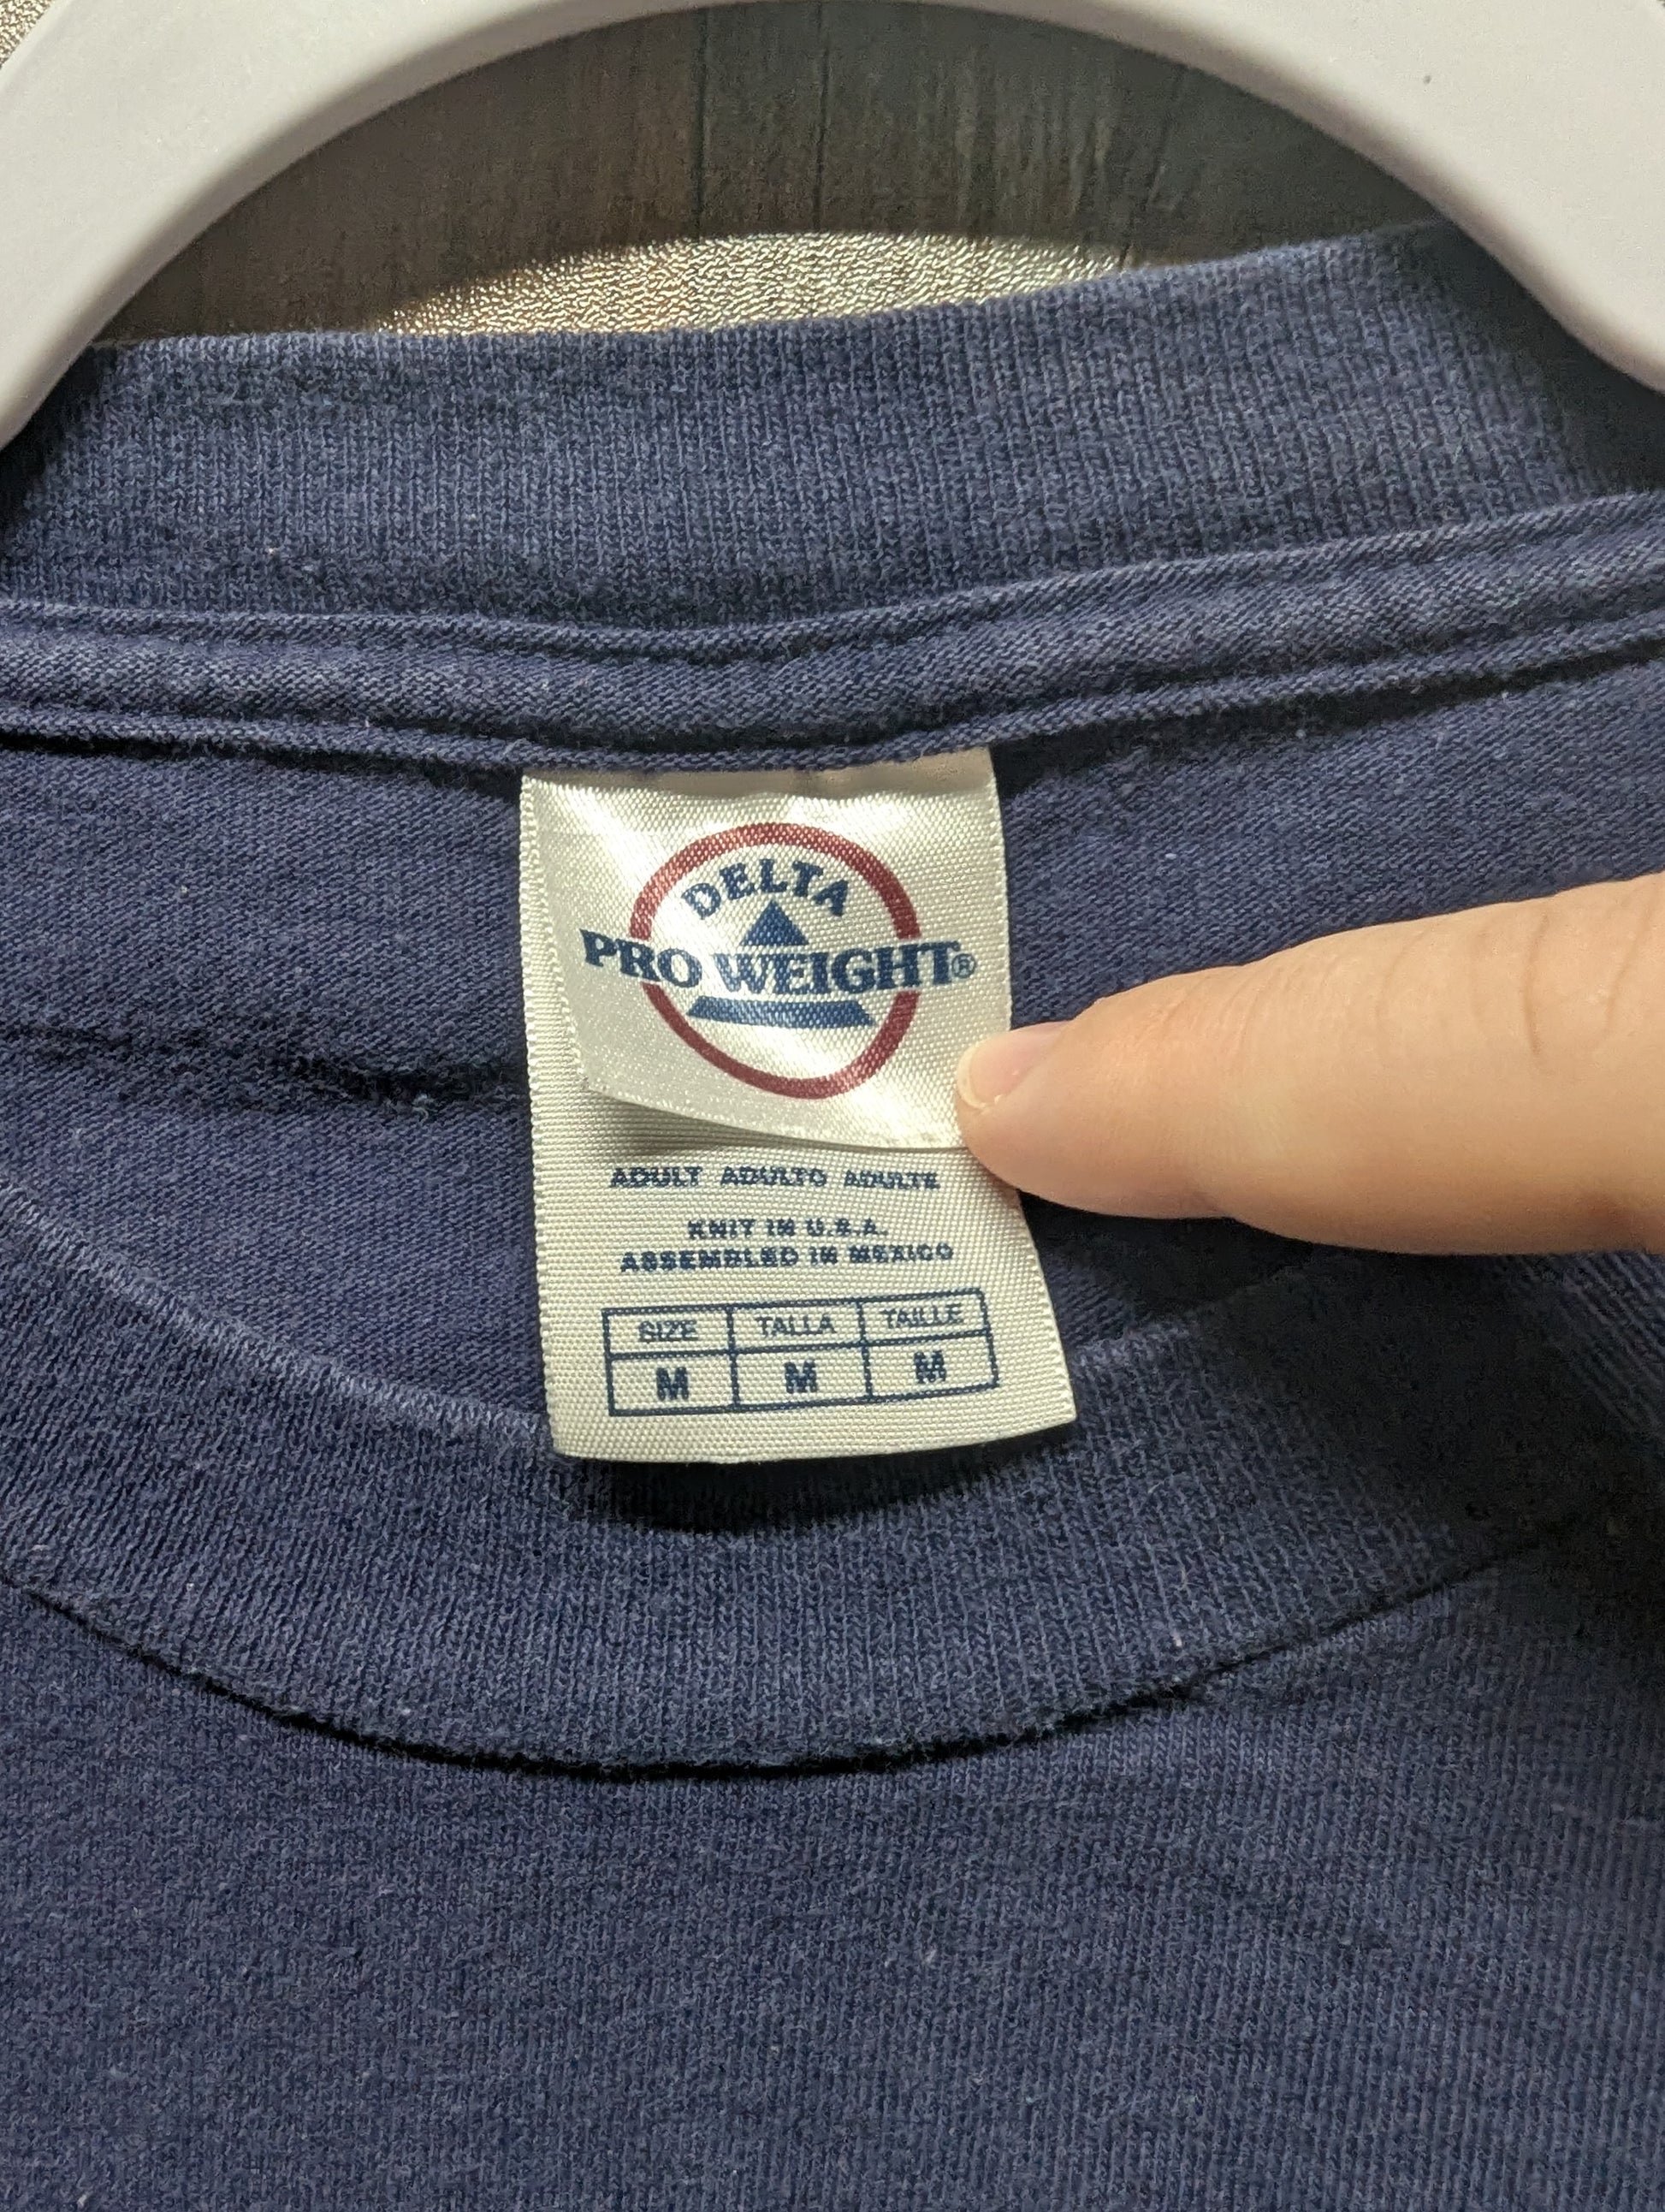 DELTA
PRO WEIGHT®
ADULT ADULTO ADULTE
KNIT IN U.S.A.
ASSEMBLED IN MEXICO
SIZE TALLA TAILLE
M M M